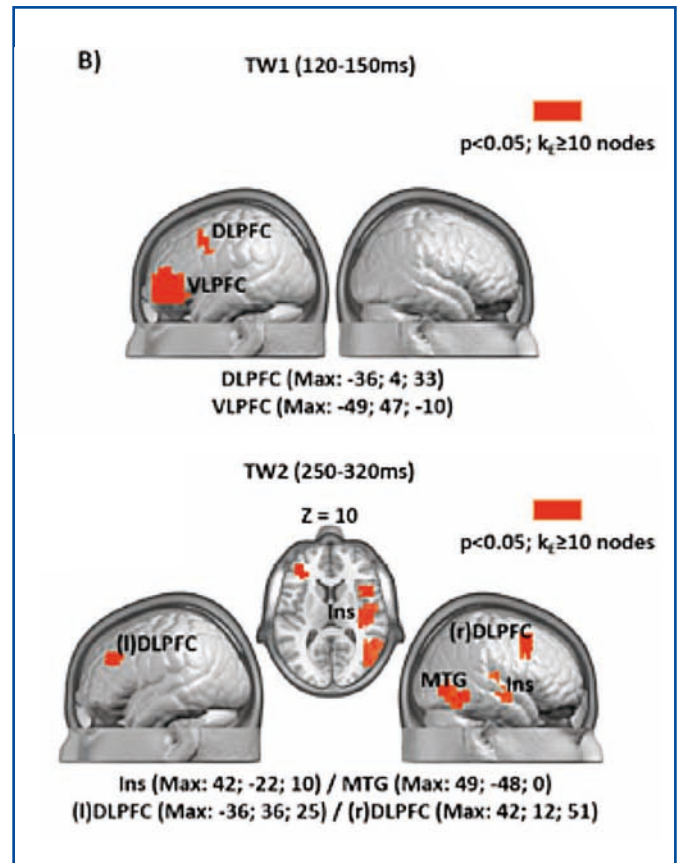 B)
TW1 (120-150ms)
p<0.05; kE≥10 nodes
DLPFC
VLPFC
DLPFC (Max: -36; 4; 33)
VLPFC (Max: -49; 47; -10)
TW2 (250-320ms)
Z = 10
p<0.05; kE≥10 nodes
Ins
(l)DLPFC
(r)DLPFC
MTG
Ins
Ins (Max: 42; -22; 10) / MTG (Max: 49; -48; 0)
(l)DLPFC (Max: -36; 36; 25) / (r)DLPFC (Max: 42; 12; 51)